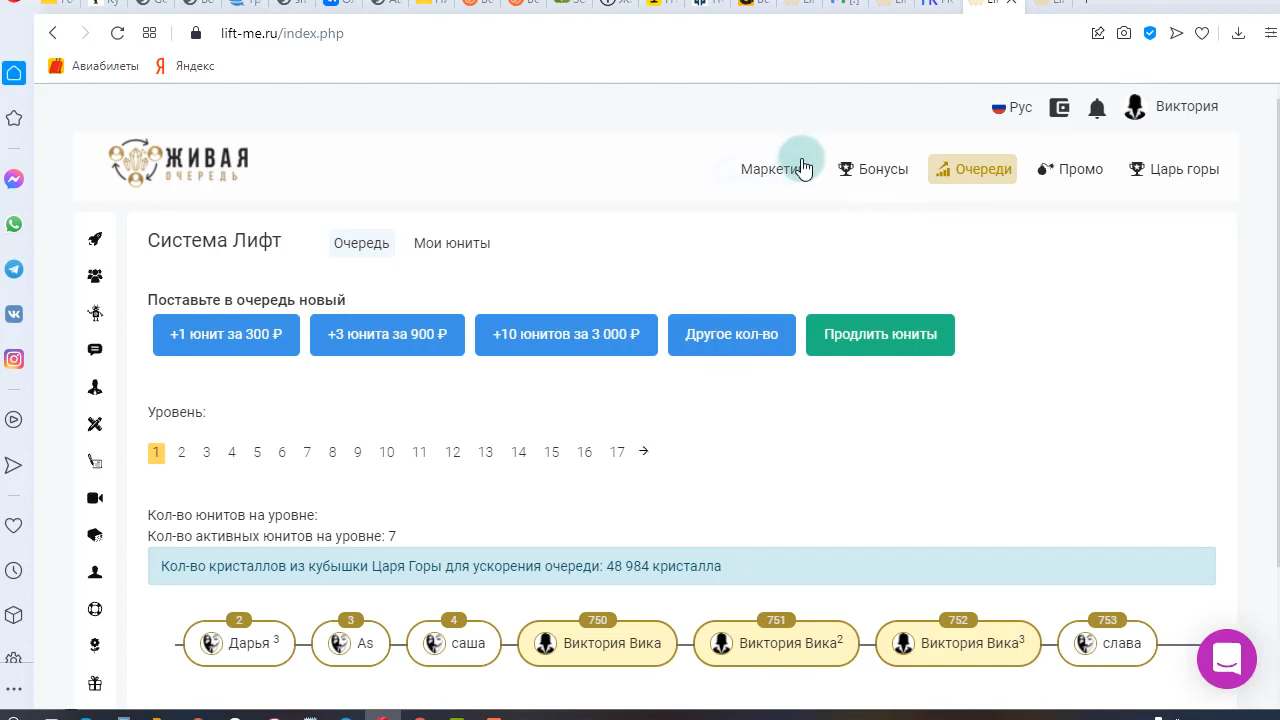 lift-me.ru/index.php
Авиабилеты Яндекс
Рус Виктория
ЖИВАЯ
ОЧЕРЕДЬ
Бонусы Очереди Промо Царь горы
Система Лифт Очередь Мои юниты
Поставьте в очередь новый
+1 юнит за 300 ₽ +3 юнита за 900 ₽ +10 юнитов за 3 000 ₽ Другое кол-во Продлить юниты
Уровень:
1 2 3 4 5 6 7 8 9 10 11 12 13 14 15 16 17 →
Кол-во юнитов на уровне:
Кол-во активных юнитов на уровне: 7
Кол-во кристаллов из кубышки Царя Горы для ускорения очереди: 48 984 кристалла
2 3 4 750 751 752 753
Дарья 3 As саша Виктория Вика Виктория Вика2 Виктория Вика3 слава